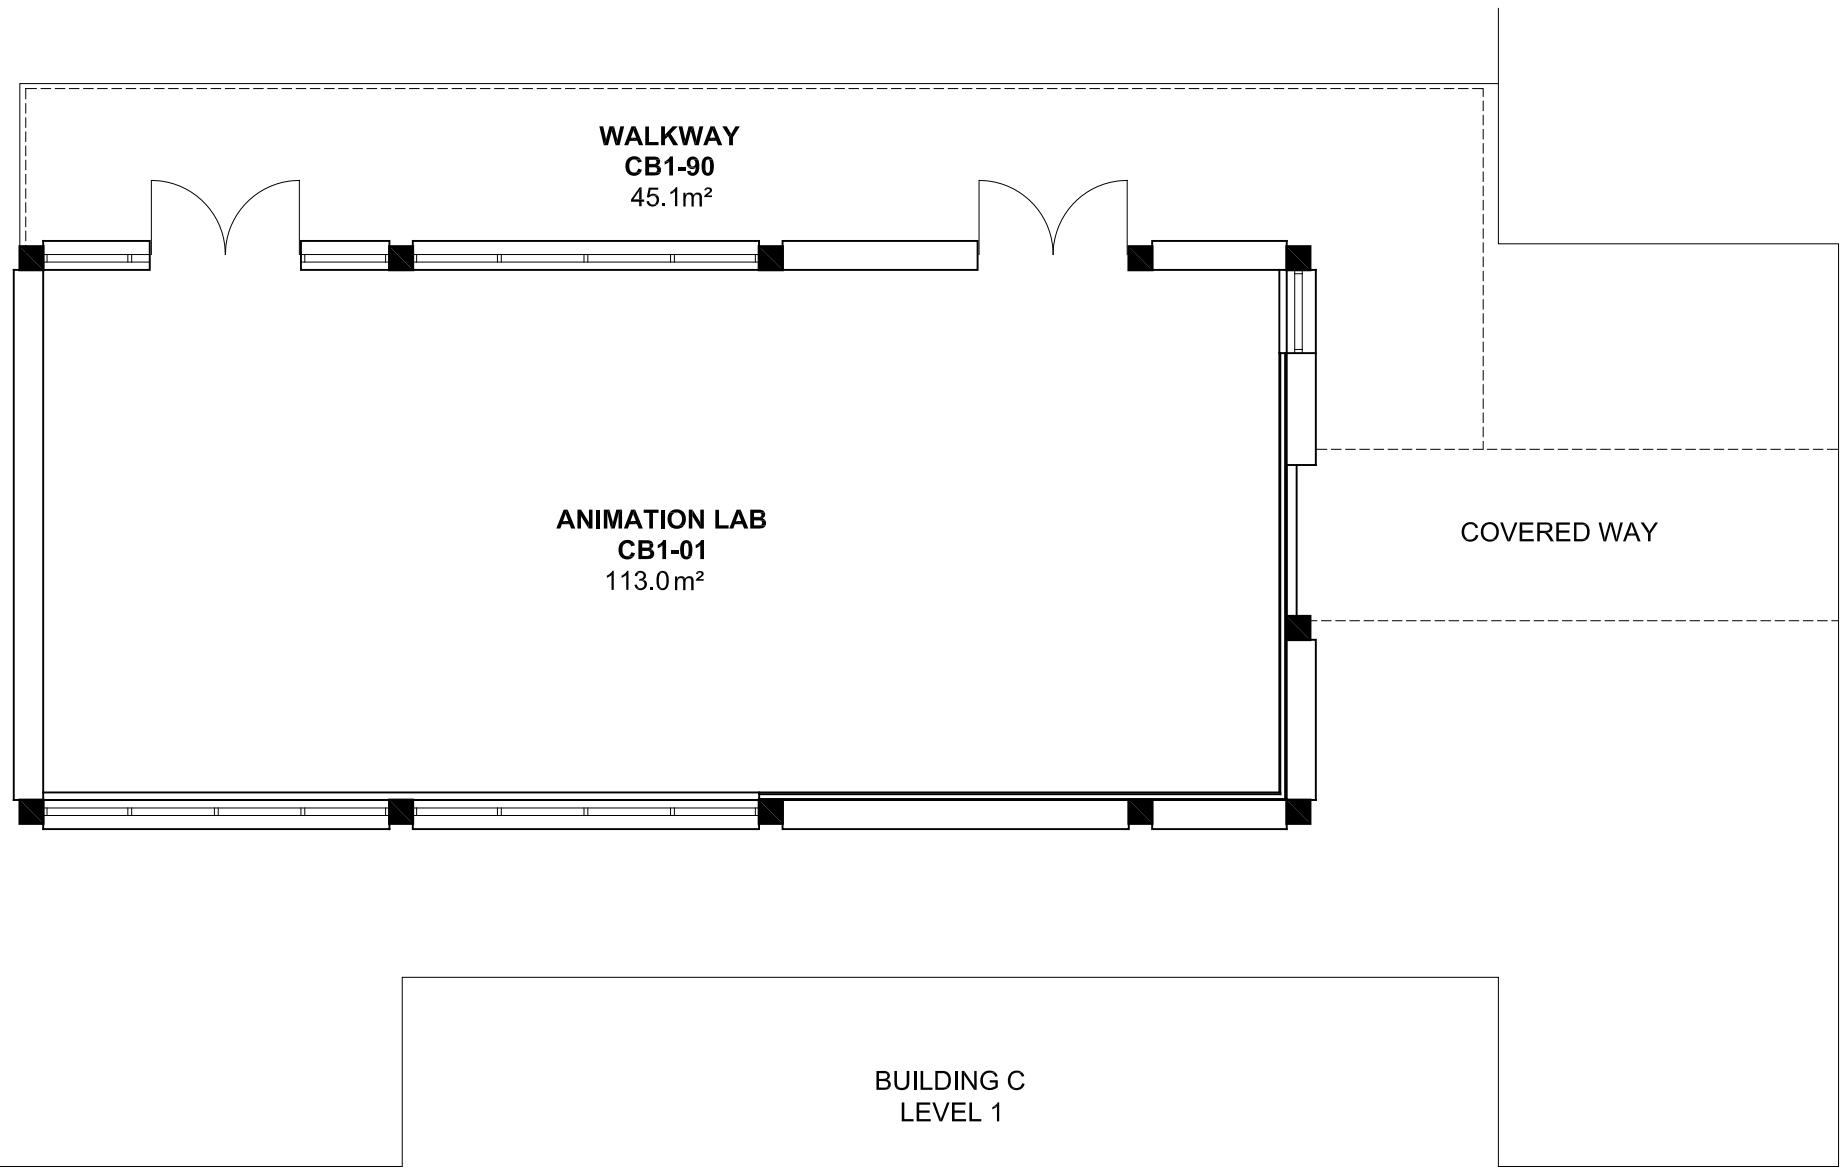 WALKWAY
CB1-90
45.1m²
ANIMATION LAB
CB1-01
113.0m²
COVERED WAY
BUILDING C
LEVEL 1